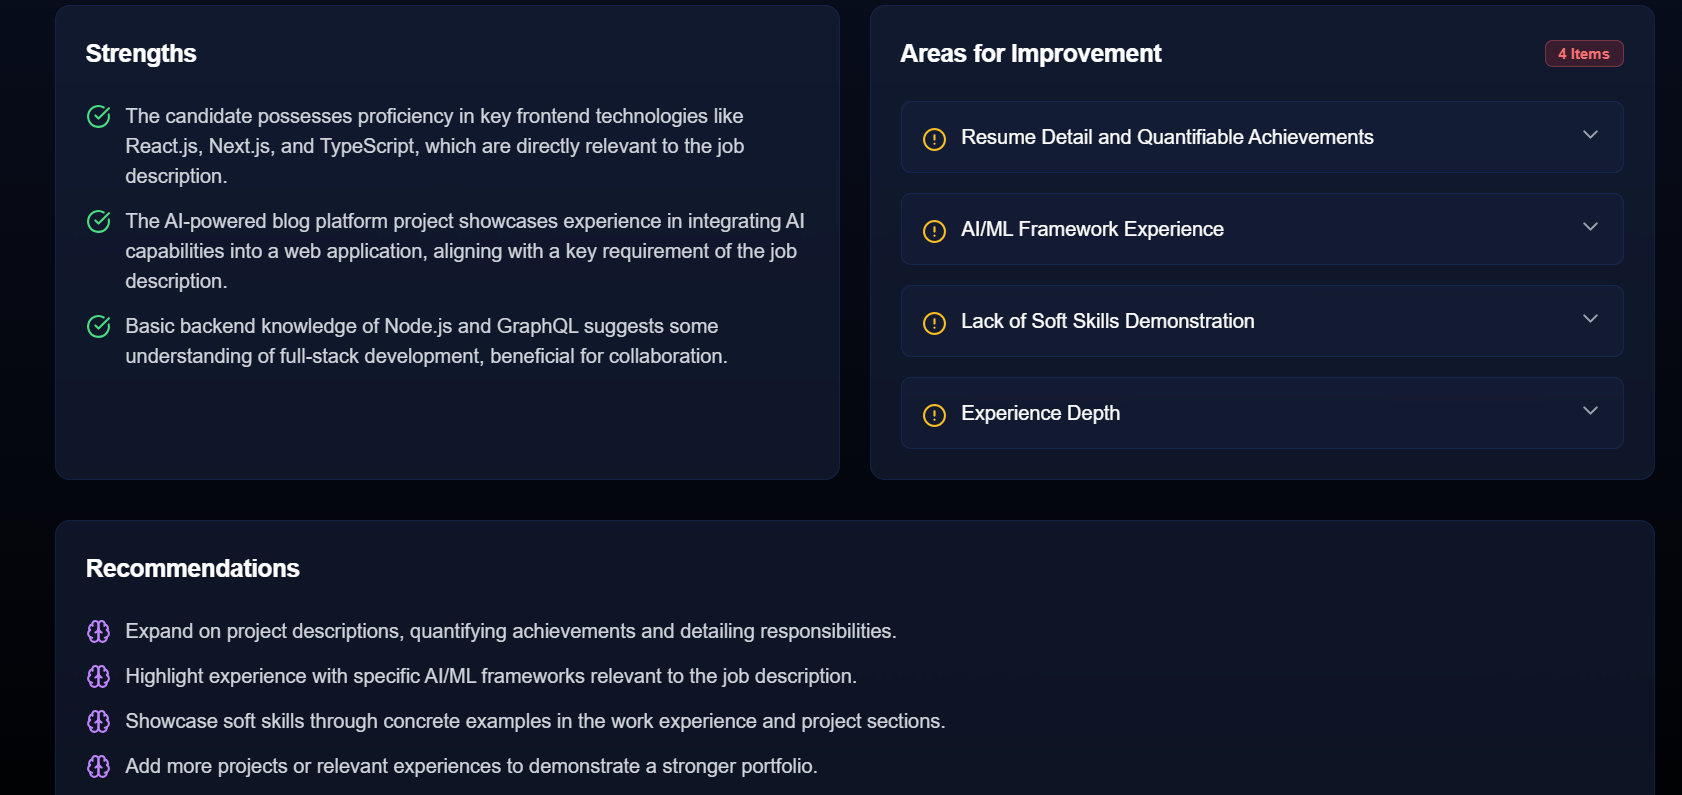 Strengths
The candidate possesses proficiency in key frontend technologies like
React.js, Next.js, and TypeScript, which are directly relevant to the job
description.
The AI-powered blog platform project showcases experience in integrating AI
capabilities into a web application, aligning with a key requirement of the job
description.
Basic backend knowledge of Node.js and GraphQL suggests some
understanding of full-stack development, beneficial for collaboration.
Areas for Improvement
4 Items
Resume Detail and Quantifiable Achievements
AI/ML Framework Experience
Lack of Soft Skills Demonstration
Experience Depth
Recommendations
Expand on project descriptions, quantifying achievements and detailing responsibilities.
Highlight experience with specific AI/ML frameworks relevant to the job description.
Showcase soft skills through concrete examples in the work experience and project sections.
Add more projects or relevant experiences to demonstrate a stronger portfolio.